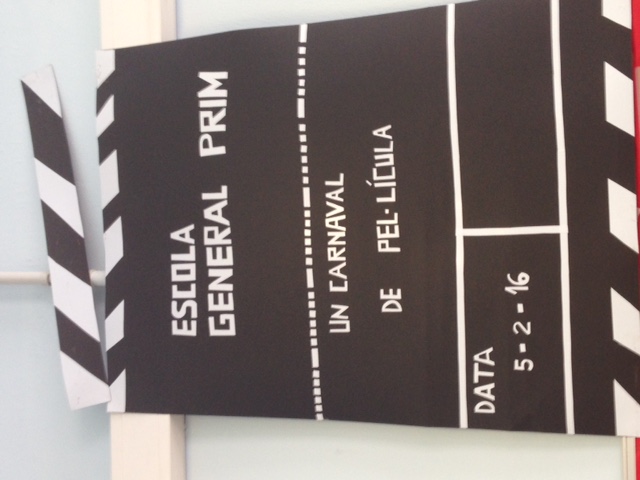 ESCOLA
GENERAL PRIM
UN CARNAVAL
DE PEL·LÍCULA
DATA
5-2-16